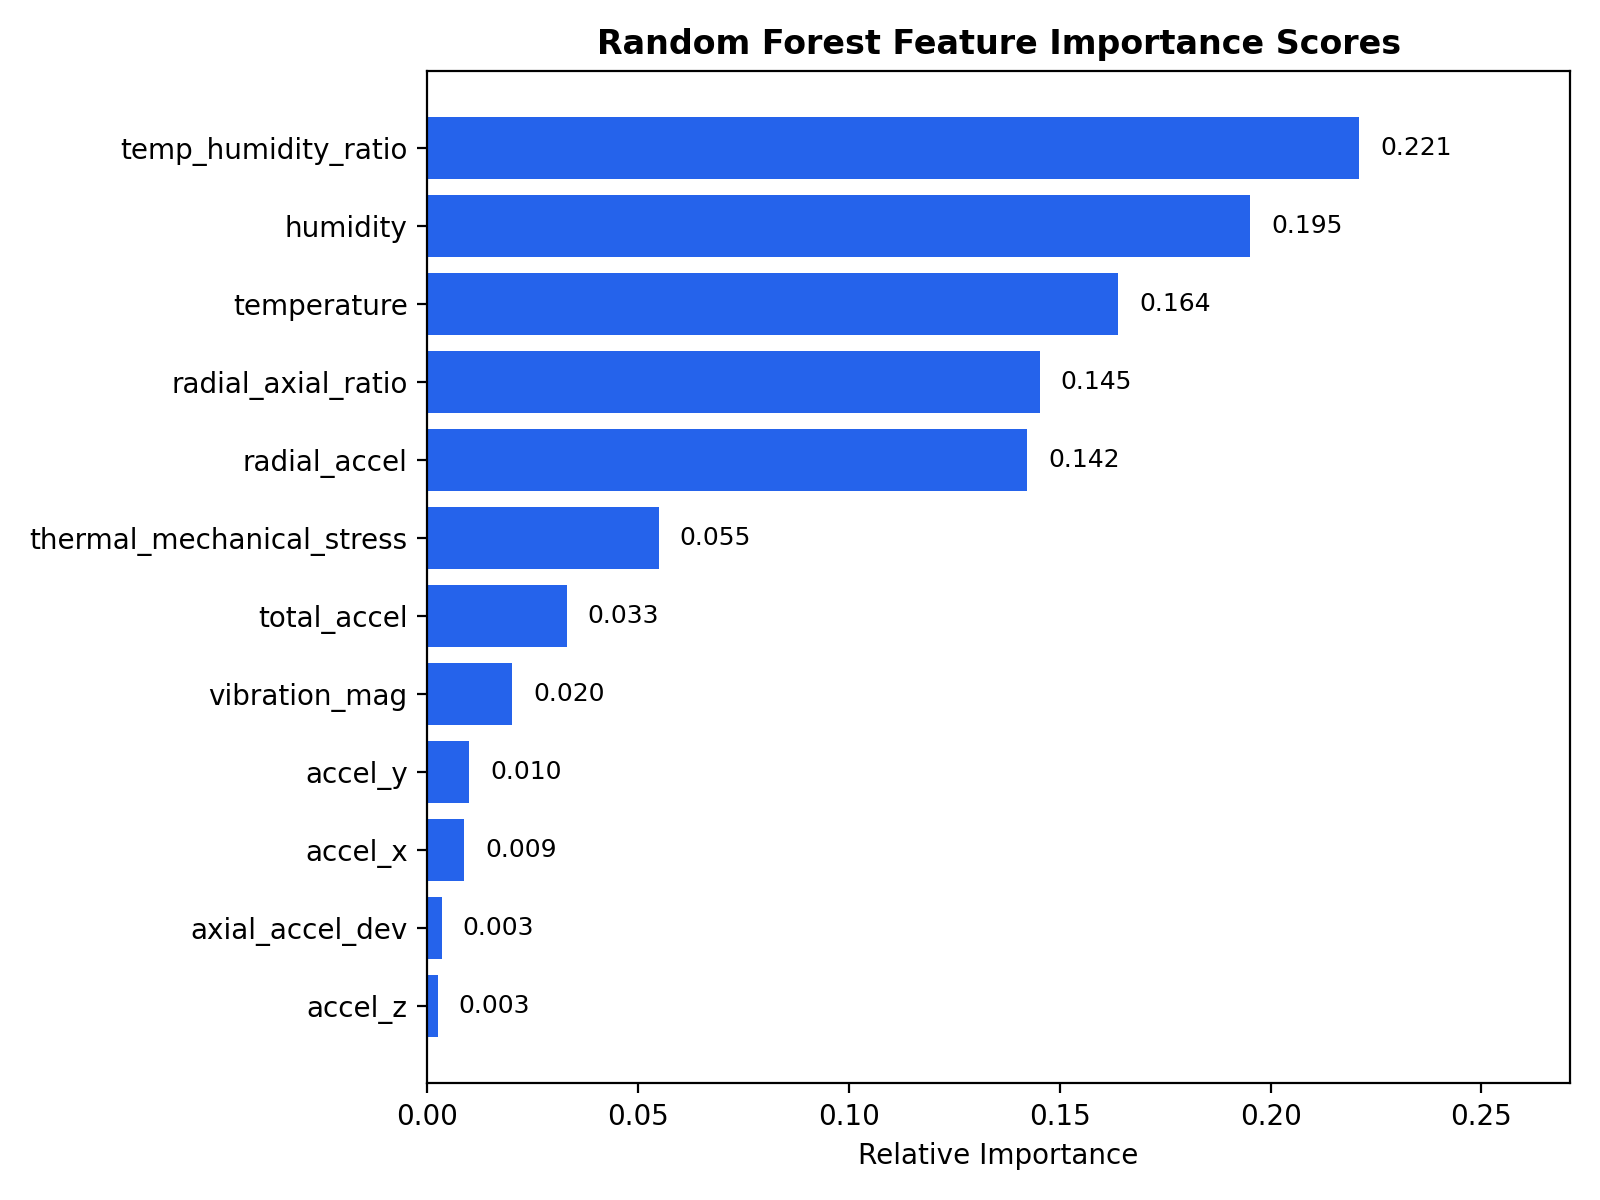 Random Forest Feature Importance Scores
temp_humidity_ratio 0.221
humidity 0.195
temperature 0.164
radial_axial_ratio 0.145
radial_accel 0.142
thermal_mechanical_stress 0.055
total_accel 0.033
vibration_mag 0.020
accel_y 0.010
accel_x 0.009
axial_accel_dev 0.003
accel_z 0.003
0.00 0.05 0.10 0.15 0.20 0.25
Relative Importance